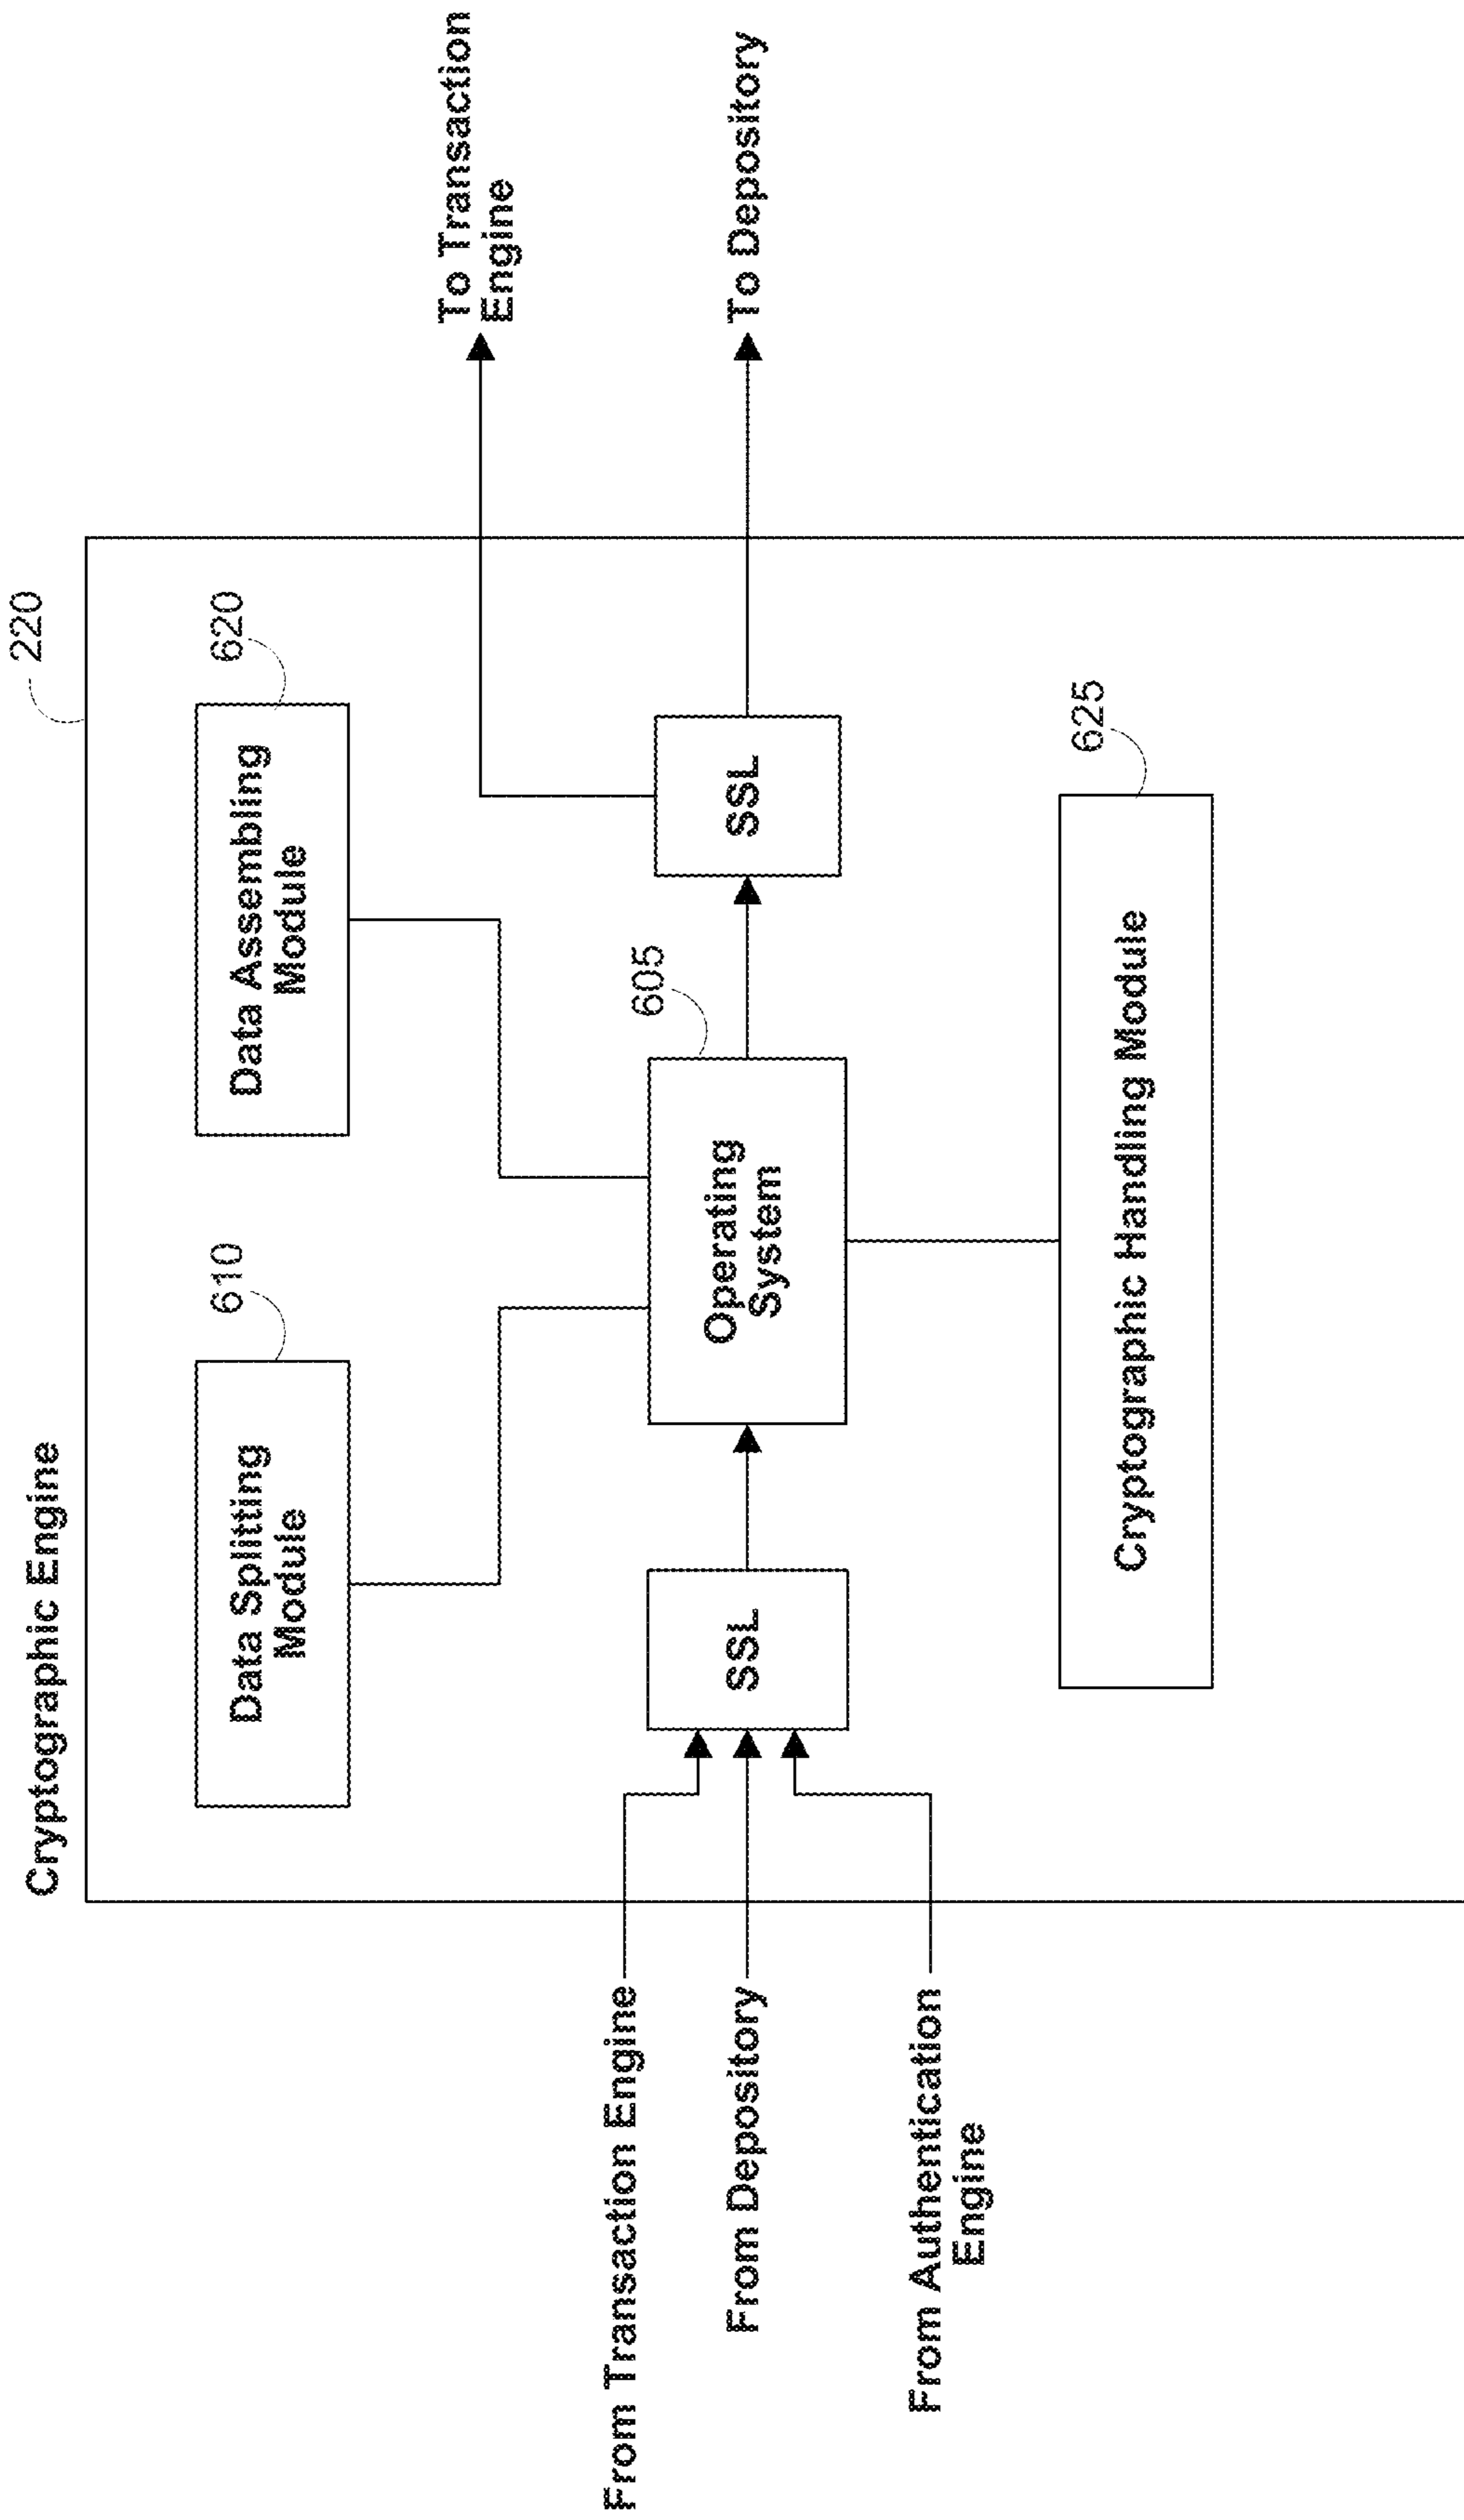 Cryptographic Engine
220
Data Splitting
Module
610
Data Assembling
Module
620
To Transaction
Engine
From Transaction Engine
From Depository
From Authentication
Engine
SSL
Operating
System
605
SSL
To Depository
Cryptographic Handling Module
625